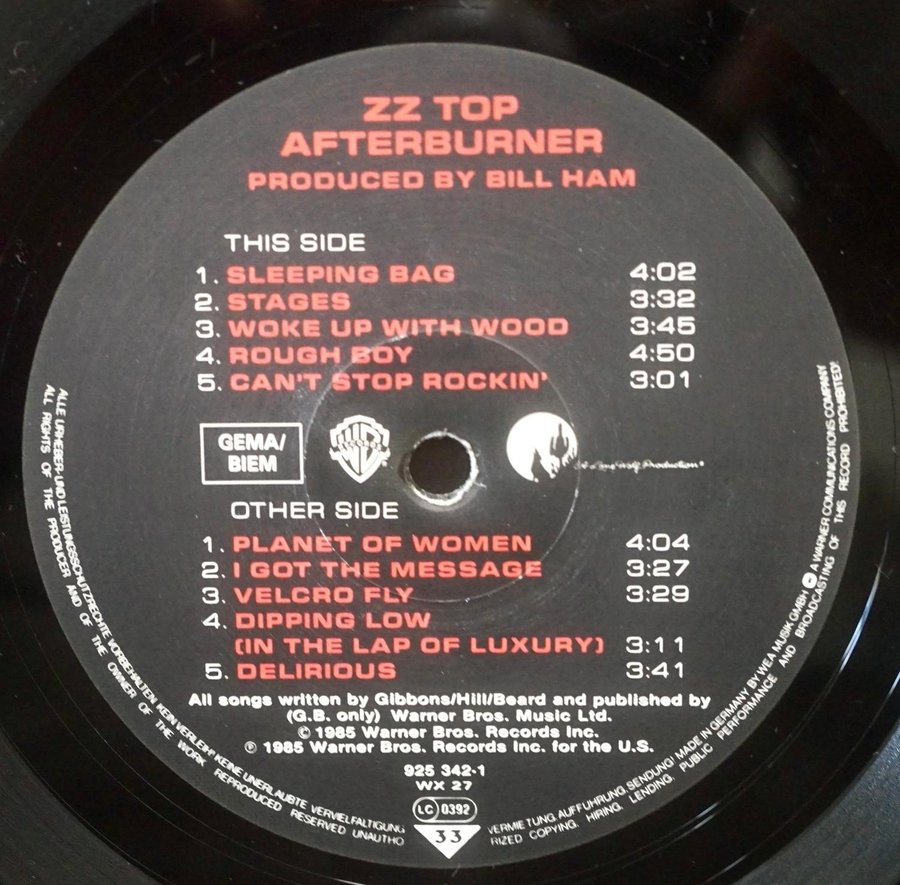 ZZ TOP
AFTERBURNER
PRODUCED BY BILL HAM
THIS SIDE
1. SLEEPING BAG 4:02
2. STAGES 3:32
3. WOKE UP WITH WOOD 3:45
4. ROUGH BOY 4:50
5. CAN'T STOP ROCKIN' 3:01
GEMA/
BIEM
WB
RECORDS
A Lone Wolf Production®
OTHER SIDE
1. PLANET OF WOMEN 4:04
2. I GOT THE MESSAGE 3:27
3. VELCRO FLY 3:29
4. DIPPING LOW
(IN THE LAP OF LUXURY) 3:11
5. DELIRIOUS 3:41
All songs written by Gibbons/Hill/Beard and published by
(G.B. only) Warner Bros. Music Ltd.
© 1985 Warner Bros. Records Inc.
℗ 1985 Warner Bros. Records Inc. for the U.S.
925 342-1
WX 27
LC 0392
33
ALLE URHEBER- UND LEISTUNGSSCHUTZRECHTE VORBEHALTEN. KEIN VERLEIH! KEINE UNERLAUBTE VERVIELFALTIGUNG
VERMIETUNG. AUFFUHRUNG. SENDUNG! MADE IN GERMANY BY WEA MUSIK GMBH A WARNER COMMUNICATIONS COMPANY
ALL RIGHTS OF THE PRODUCER AND OF THE OWNER OF THE WORK REPRODUCED RESERVED UNAUTHO
RIZED COPYING. HIRING. LENDING. PUBLIC PERFORMANCE AND BROADCASTING OF THIS RECORD PROHIBITED!